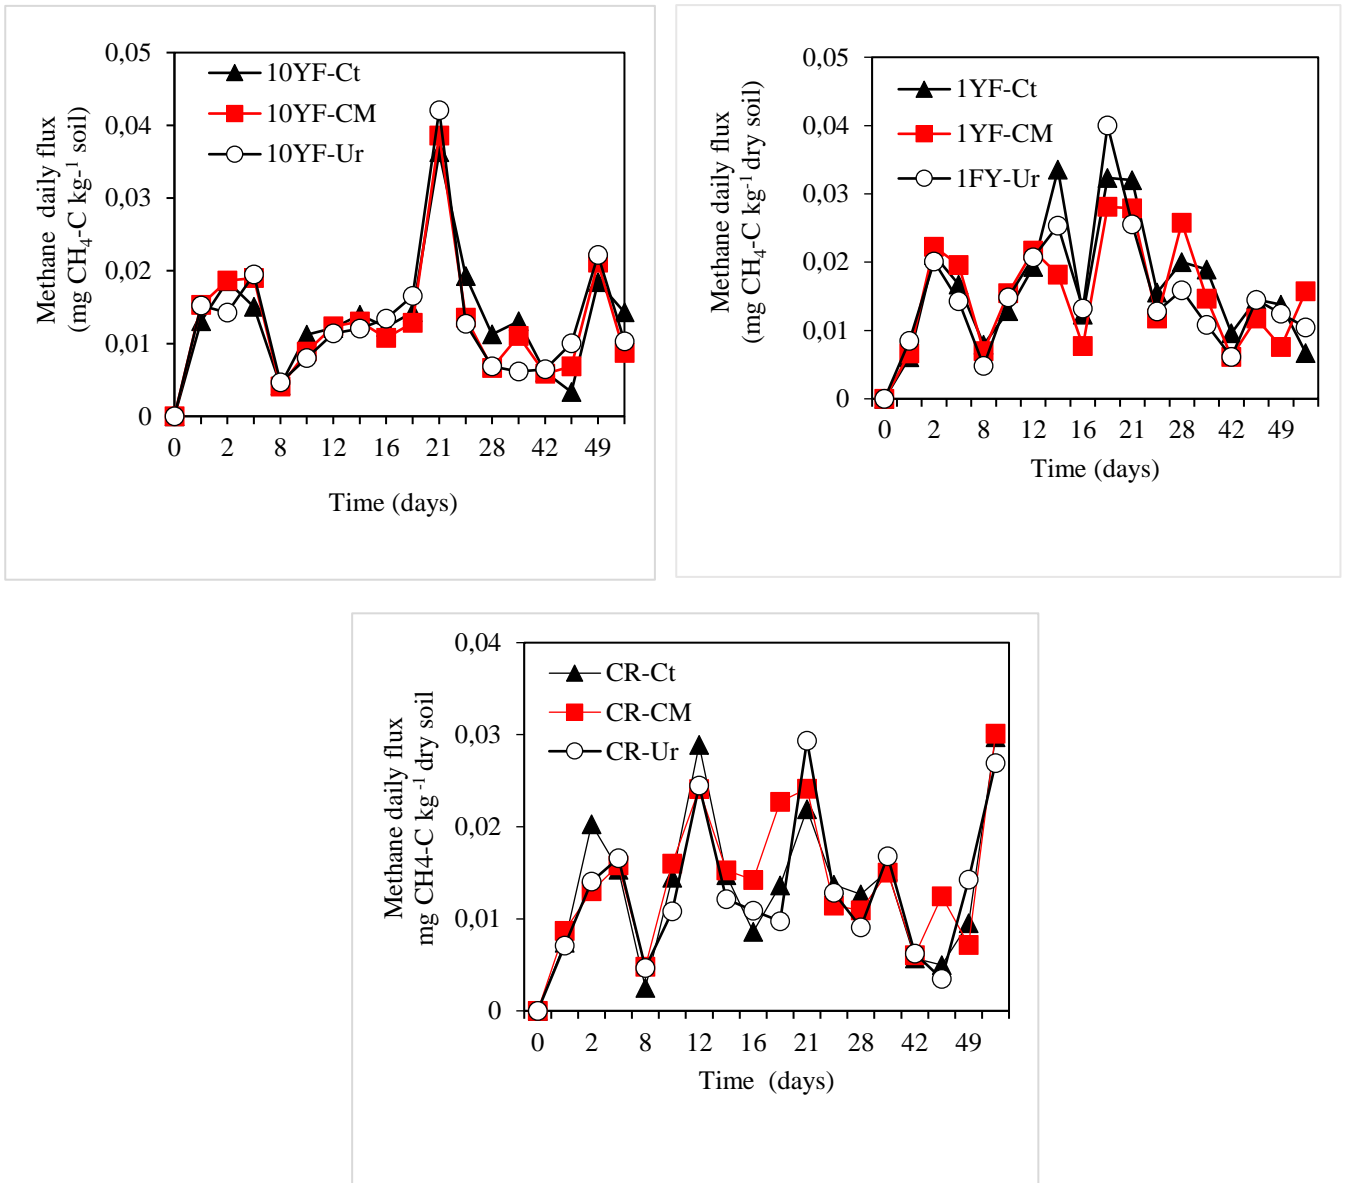 0,05
0,04
0,03
0,02
0,01
0
10YF-Ct
10YF-CM
10YF-Ur
Methane daily flux
(mg CH₄-C kg-¹ soil)
0 2 8 12 16 21 28 42 49
Time (days)
0,05
0,04
0,03
0,02
0,01
0
1YF-Ct
1YF-CM
1FY-Ur
Methane daily flux
(mg CH₄-C kg⁻¹ dry soil)
0 2 8 12 16 21 28 42 49
Time (days)
0,04
0,03
0,02
0,01
0
CR-Ct
CR-CM
CR-Ur
Methane daily flux
mg CH4-C kg⁻¹ dry soil
0 2 8 12 16 21 28 42 49
Time (days)